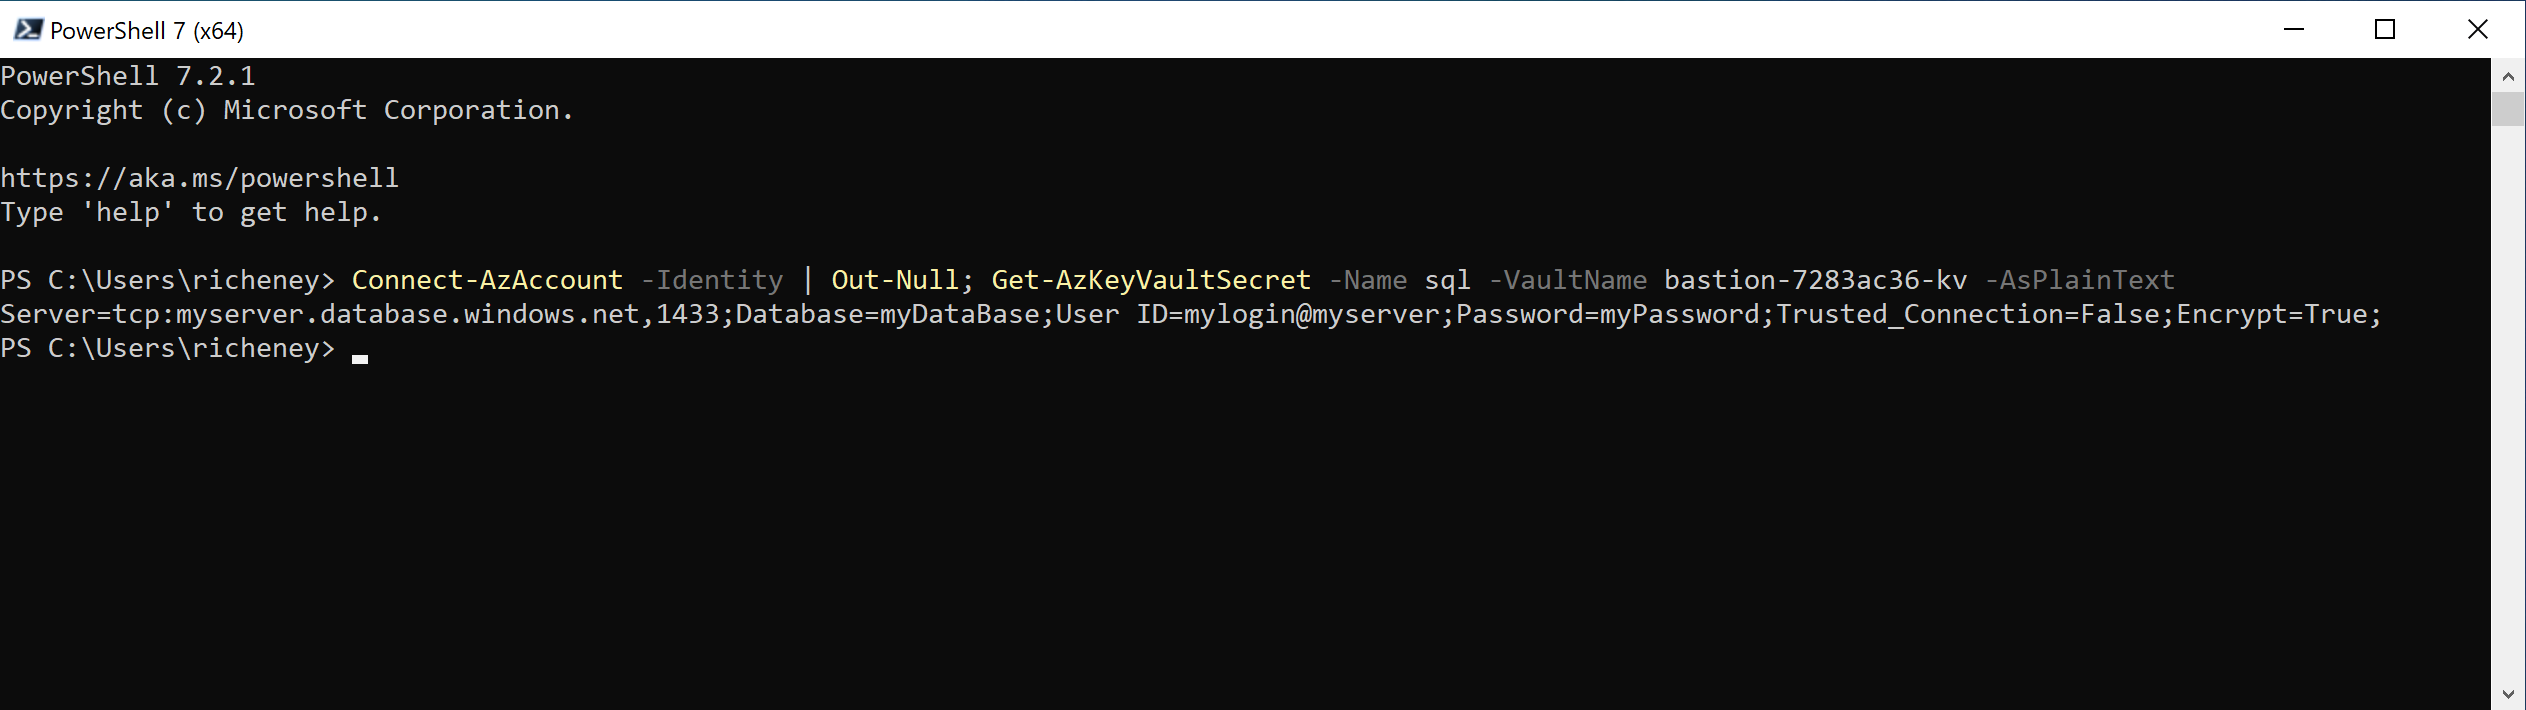 PowerShell 7 (x64)
PowerShell 7.2.1
Copyright (c) Microsoft Corporation.
https://aka.ms/powershell
Type 'help' to get help.
PS C:\Users\richeney> Connect-AzAccount -Identity | Out-Null; Get-AzKeyVaultSecret -Name sql -VaultName bastion-7283ac36-kv -AsPlainText
Server=tcp:myserver.database.windows.net,1433;Database=myDataBase;User ID=mylogin@myserver;Password=myPassword;Trusted_Connection=False;Encrypt=True;
PS C:\Users\richeney>